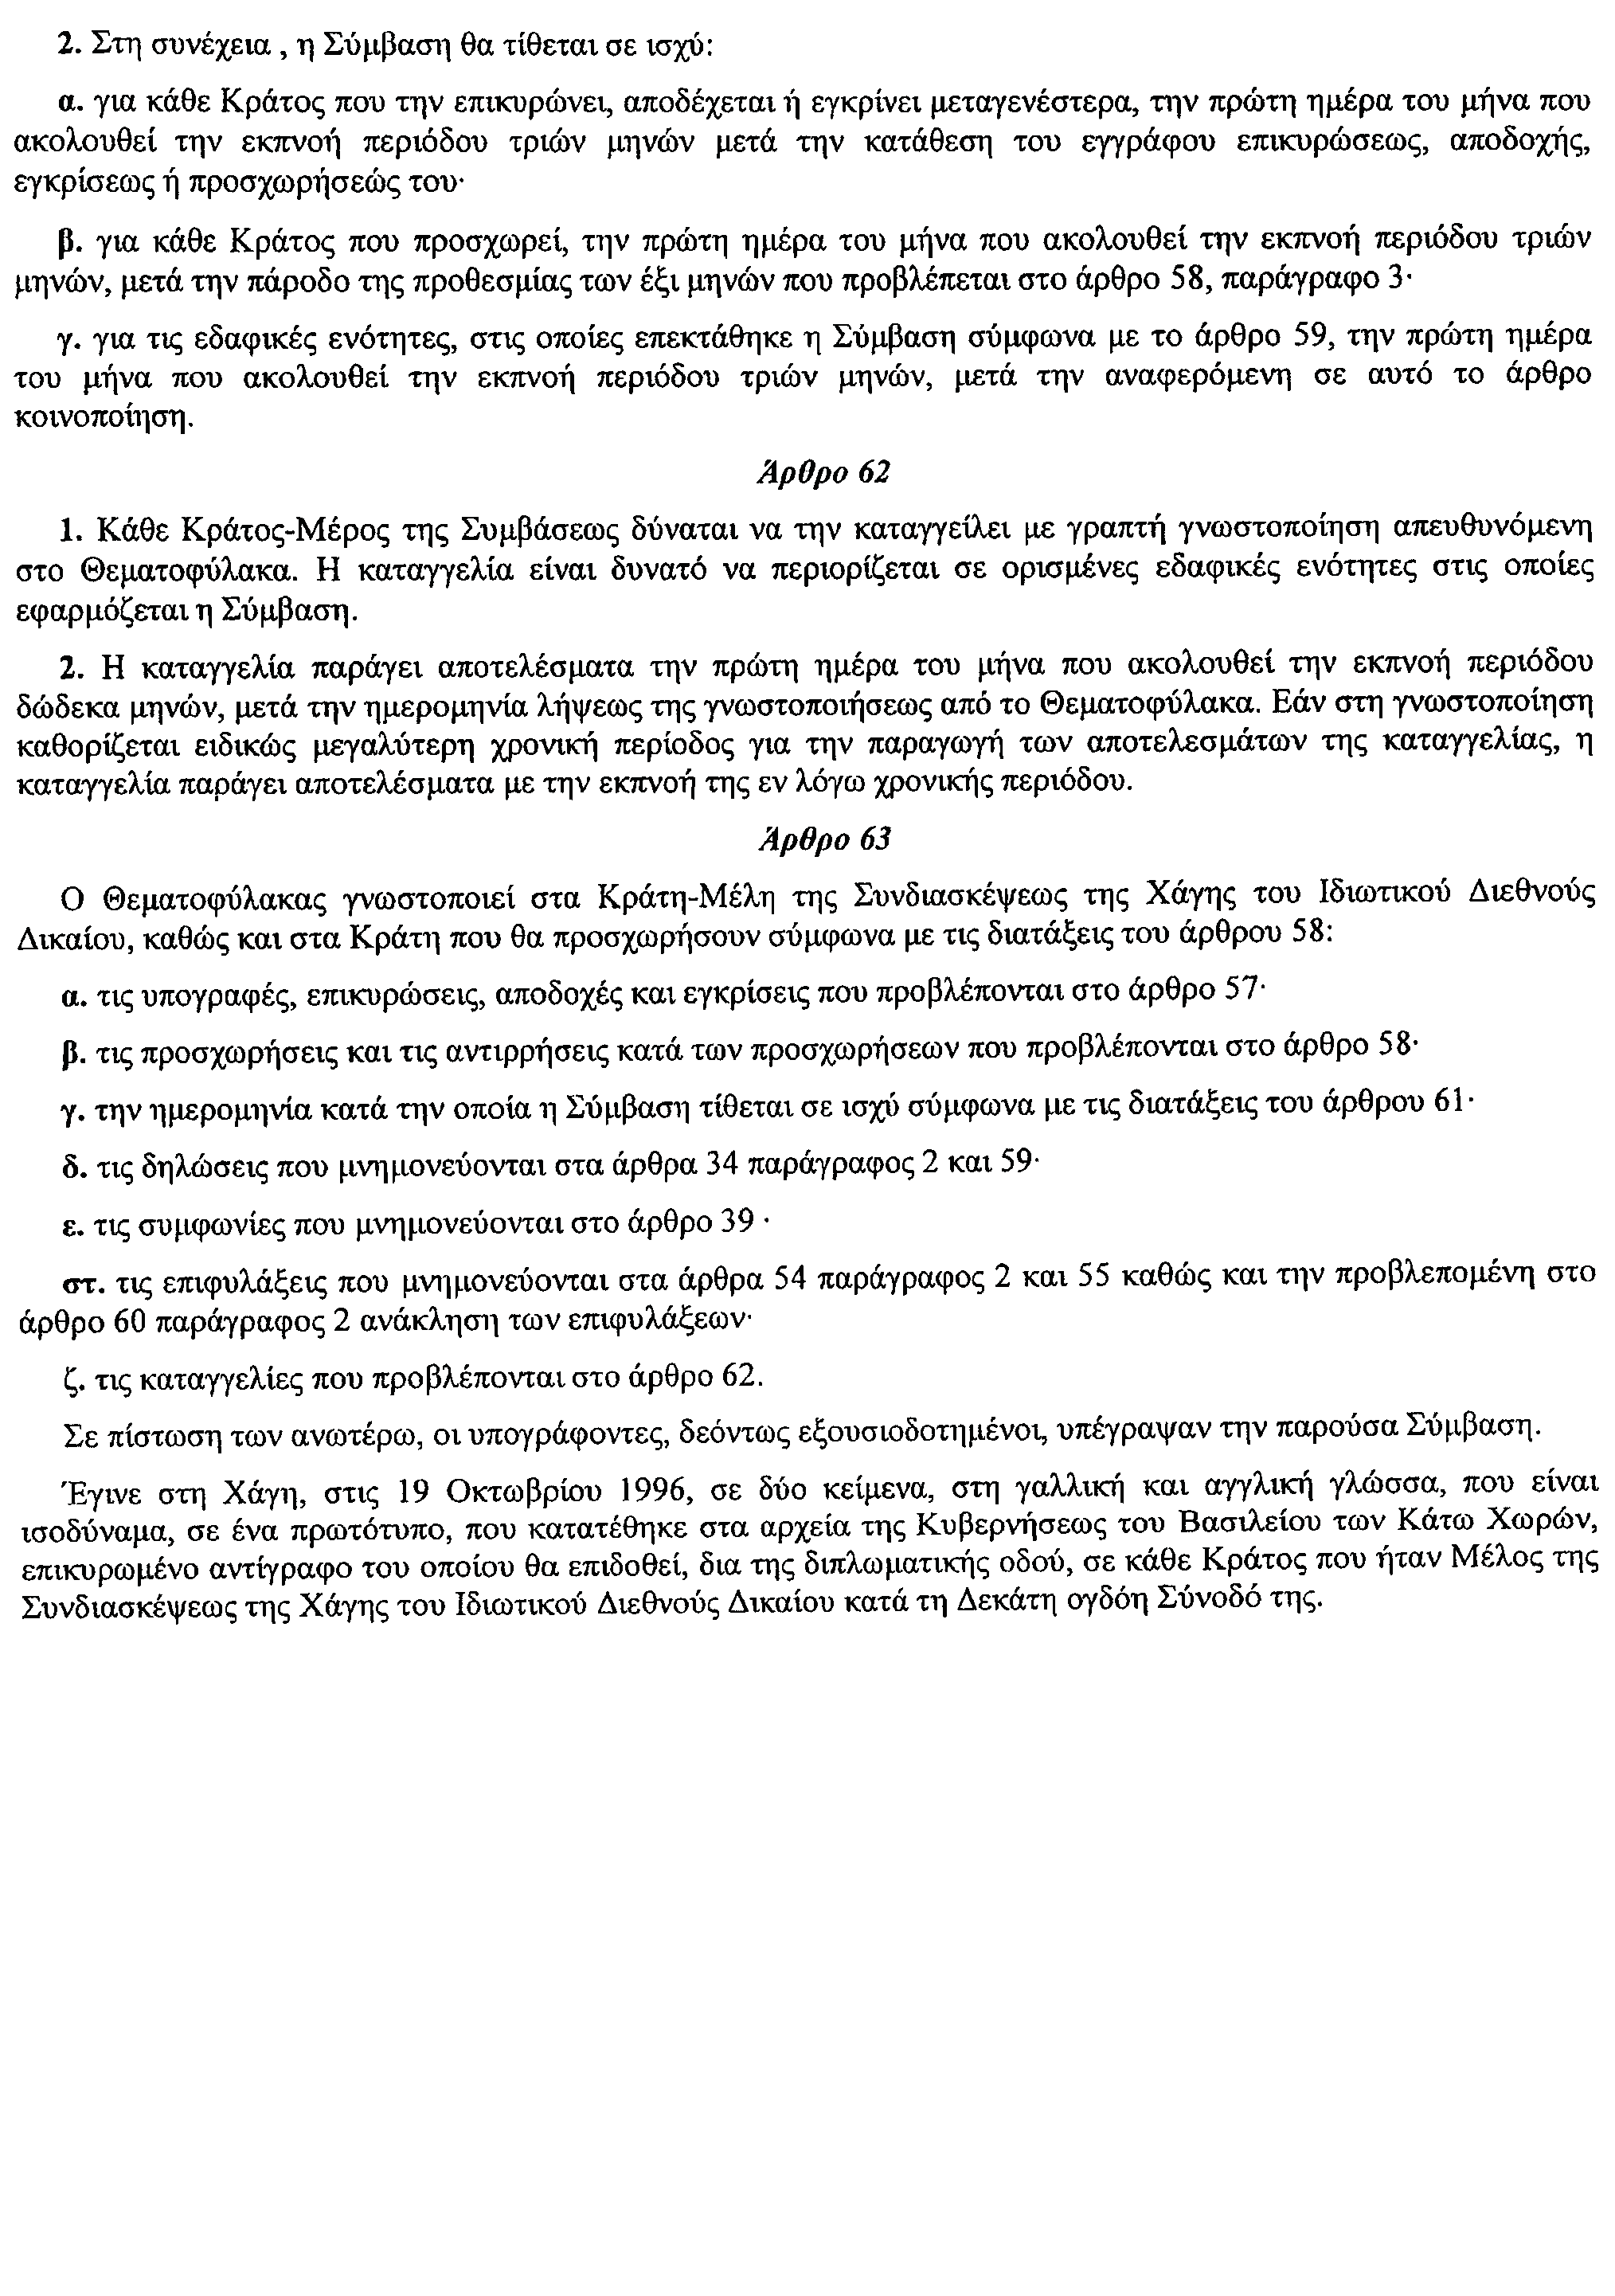 2. Στη συνέχεια , η Σύμβαση θα τίθεται σε ισχύ:
α. για κάθε Κράτος που την επικυρώνει, αποδέχεται ή εγκρίνει μεταγενέστερα, την πρώτη ημέρα του μήνα που
ακολουθεί την εκπνοή περιόδου τριών μηνών μετά την κατάθεση του εγγράφου επικυρώσεως, αποδοχής,
εγκρίσεως ή προσχωρήσεώς του·
β. για κάθε Κράτος που προσχωρεί, την πρώτη ημέρα του μήνα που ακολουθεί την εκπνοή περιόδου τριών
μηνών, μετά την πάροδο της προθεσμίας των έξι μηνών που προβλέπεται στο άρθρο 58, παράγραφο 3·
γ. για τις εδαφικές ενότητες, στις οποίες επεκτάθηκε η Σύμβαση σύμφωνα με το άρθρο 59, την πρώτη ημέρα
του μήνα που ακολουθεί την εκπνοή περιόδου τριών μηνών, μετά την αναφερόμενη σε αυτό το άρθρο
κοινοποίηση.
Άρθρο 62
1. Κάθε Κράτος-Μέρος της Συμβάσεως δύναται να την καταγγείλει με γραπτή γνωστοποίηση απευθυνόμενη
στο Θεματοφύλακα. Η καταγγελία είναι δυνατό να περιορίζεται σε ορισμένες εδαφικές ενότητες στις οποίες
εφαρμόζεται η Σύμβαση.
2. Η καταγγελία παράγει αποτελέσματα την πρώτη ημέρα του μήνα που ακολουθεί την εκπνοή περιόδου
δώδεκα μηνών, μετά την ημερομηνία λήψεως της γνωστοποιήσεως από το Θεματοφύλακα. Εάν στη γνωστοποίηση
καθορίζεται ειδικώς μεγαλύτερη χρονική περίοδος για την παραγωγή των αποτελεσμάτων της καταγγελίας, η
καταγγελία παράγει αποτελέσματα με την εκπνοή της εν λόγω χρονικής περιόδου.
Άρθρο 63
Ο Θεματοφύλακας γνωστοποιεί στα Κράτη-Μέλη της Συνδιασκέψεως της Χάγης του Ιδιωτικού Διεθνούς
Δικαίου, καθώς και στα Κράτη που θα προσχωρήσουν σύμφωνα με τις διατάξεις του άρθρου 58:
α. τις υπογραφές, επικυρώσεις, αποδοχές και εγκρίσεις που προβλέπονται στο άρθρο 57·
β. τις προσχωρήσεις και τις αντιρρήσεις κατά των προσχωρήσεων που προβλέπονται στο άρθρο 58·
γ. την ημερομηνία κατά την οποία η Σύμβαση τίθεται σε ισχύ σύμφωνα με τις διατάξεις του άρθρου 61·
δ. τις δηλώσεις που μνημονεύονται στα άρθρα 34 παράγραφος 2 και 59·
ε. τις συμφωνίες που μνημονεύονται στο άρθρο 39 ·
στ. τις επιφυλάξεις που μνημονεύονται στα άρθρα 54 παράγραφος 2 και 55 καθώς και την προβλεπομένη στο
άρθρο 60 παράγραφος 2 ανάκληση των επιφυλάξεων·
ζ. τις καταγγελίες που προβλέπονται στο άρθρο 62.
Σε πίστωση των ανωτέρω, οι υπογράφοντες, δεόντως εξουσιοδοτημένοι, υπέγραψαν την παρούσα Σύμβαση.
Έγινε στη Χάγη, στις 19 Οκτωβρίου 1996, σε δύο κείμενα, στη γαλλική και αγγλική γλώσσα, που είναι
ισοδύναμα, σε ένα πρωτότυπο, που κατατέθηκε στα αρχεία της Κυβερνήσεως του Βασιλείου των Κάτω Χωρών,
επικυρωμένο αντίγραφο του οποίου θα επιδοθεί, δια της διπλωματικής οδού, σε κάθε Κράτος που ήταν Μέλος της
Συνδιασκέψεως της Χάγης του Ιδιωτικού Διεθνούς Δικαίου κατά τη Δεκάτη ογδόη Σύνοδό της.